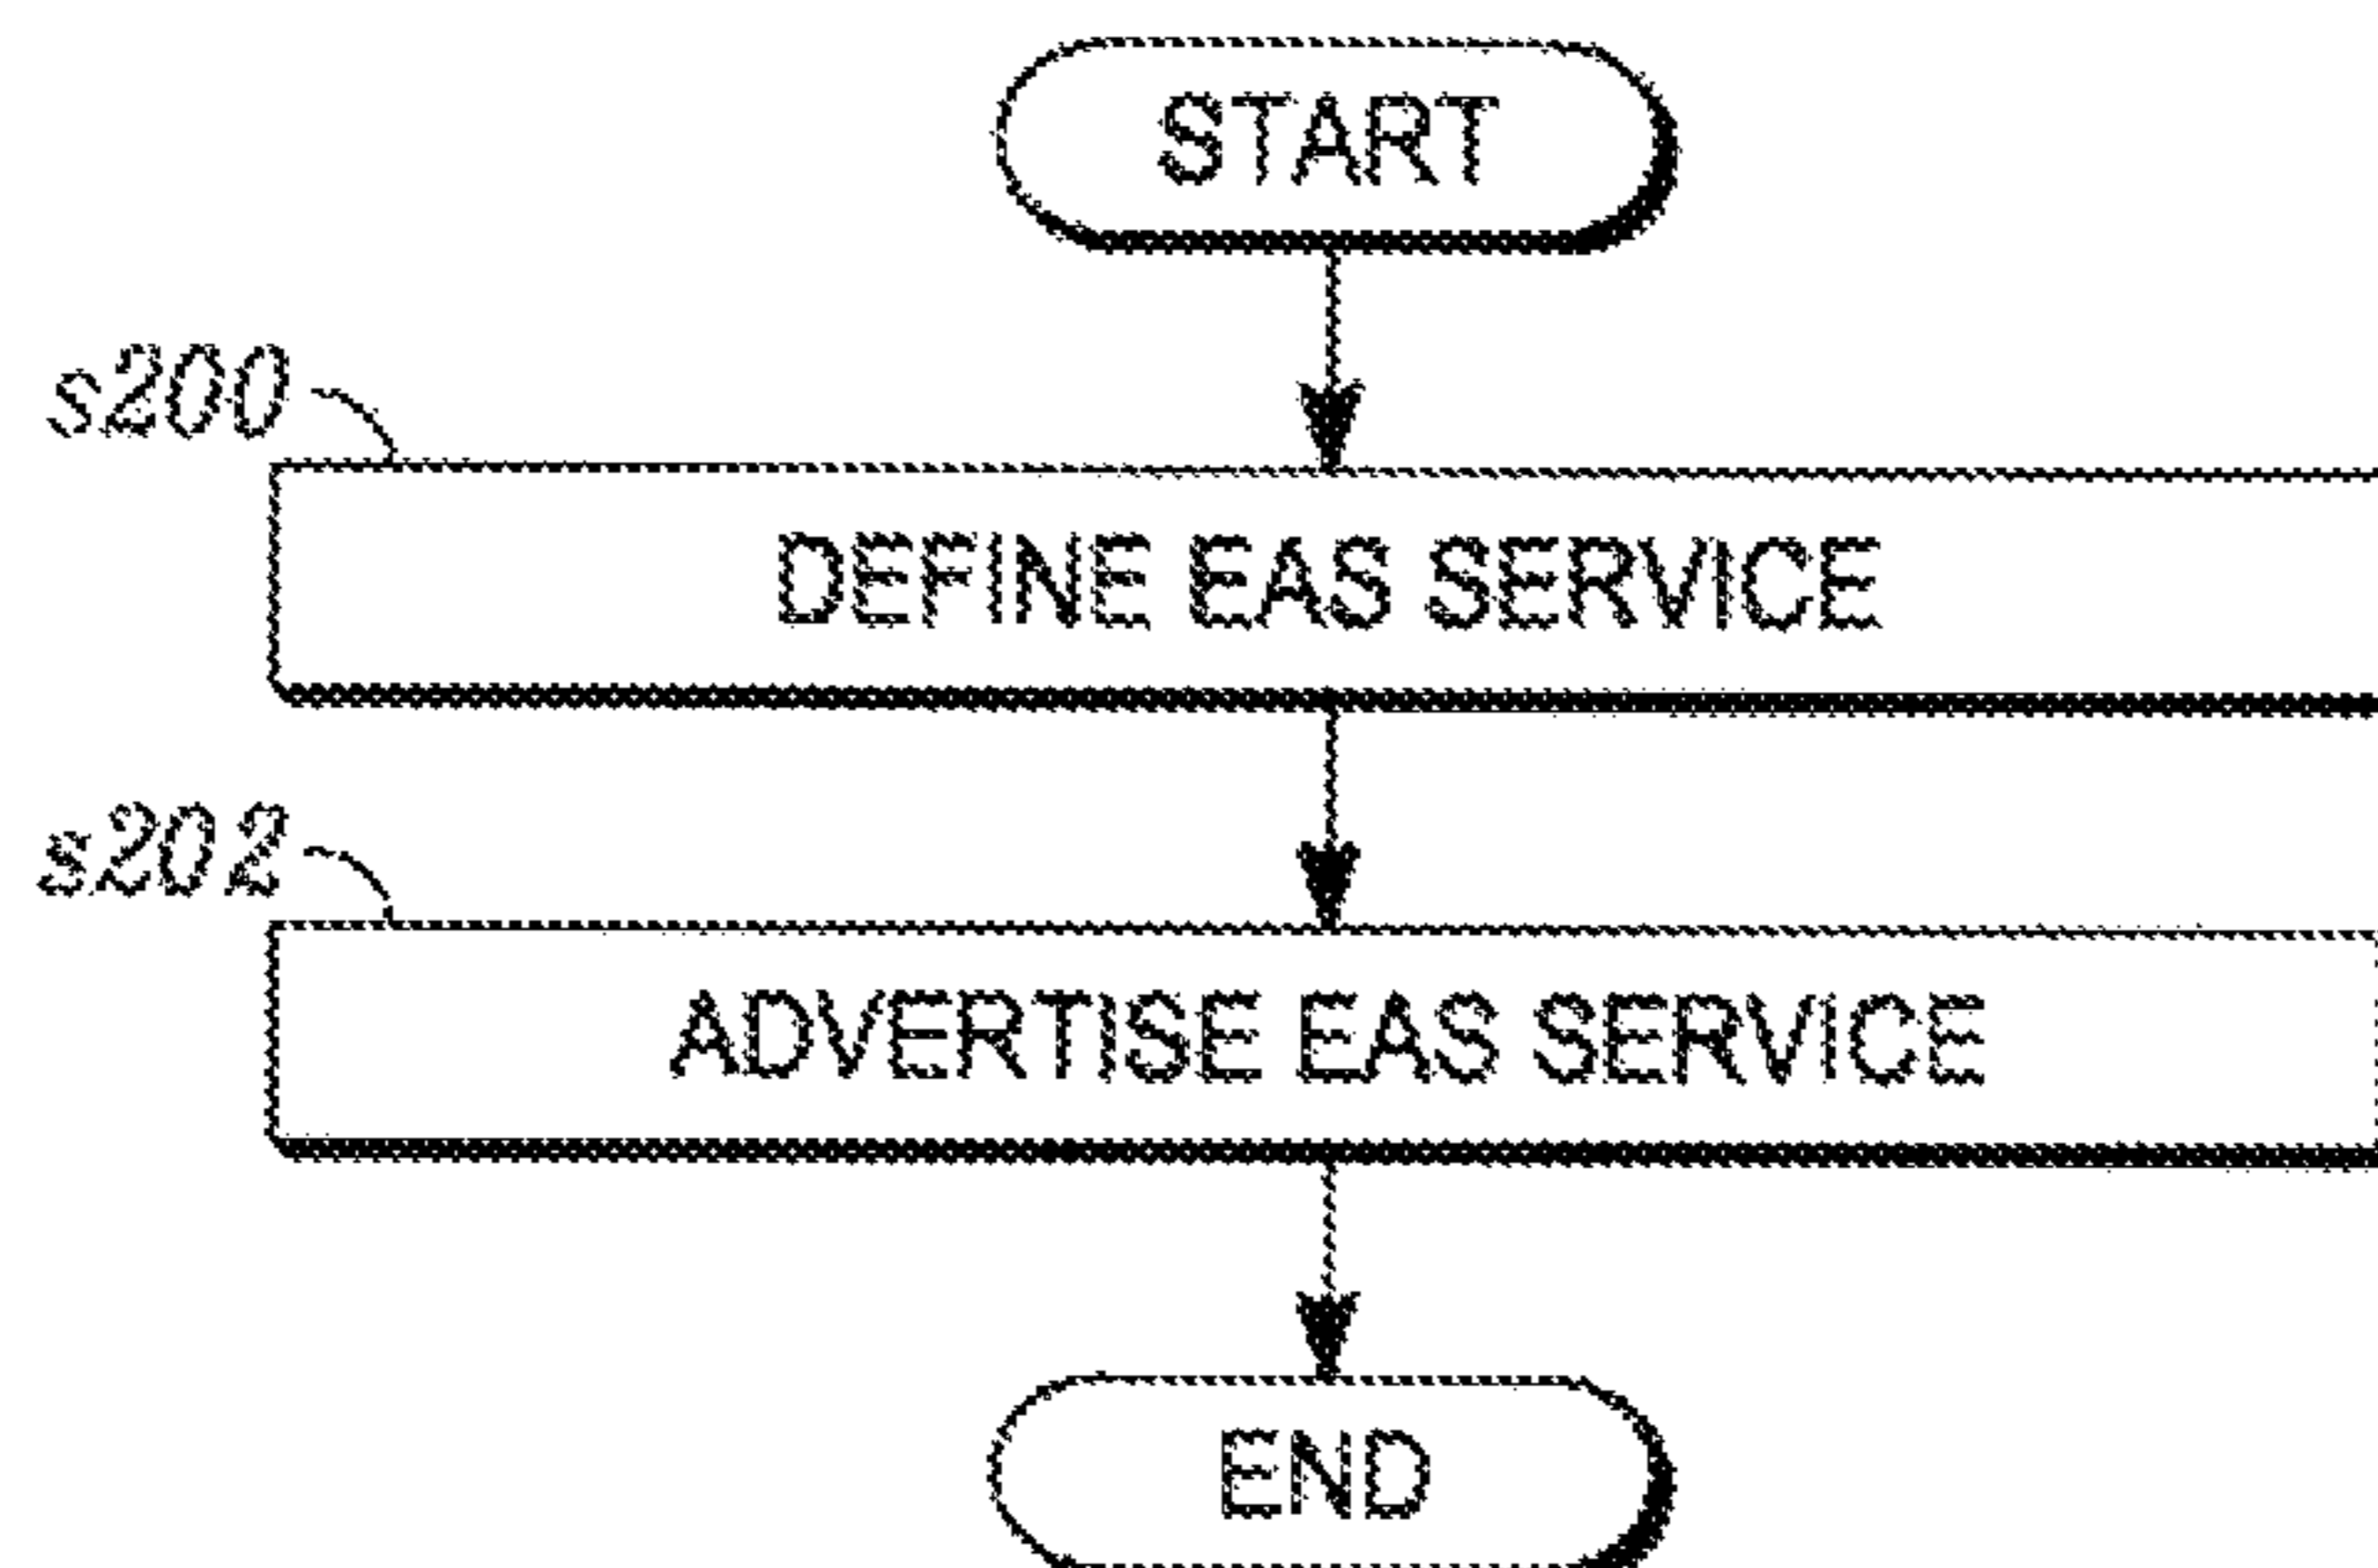 START
s200
DEFINE EAS SERVICE
s202
ADVERTISE EAS SERVICE
END